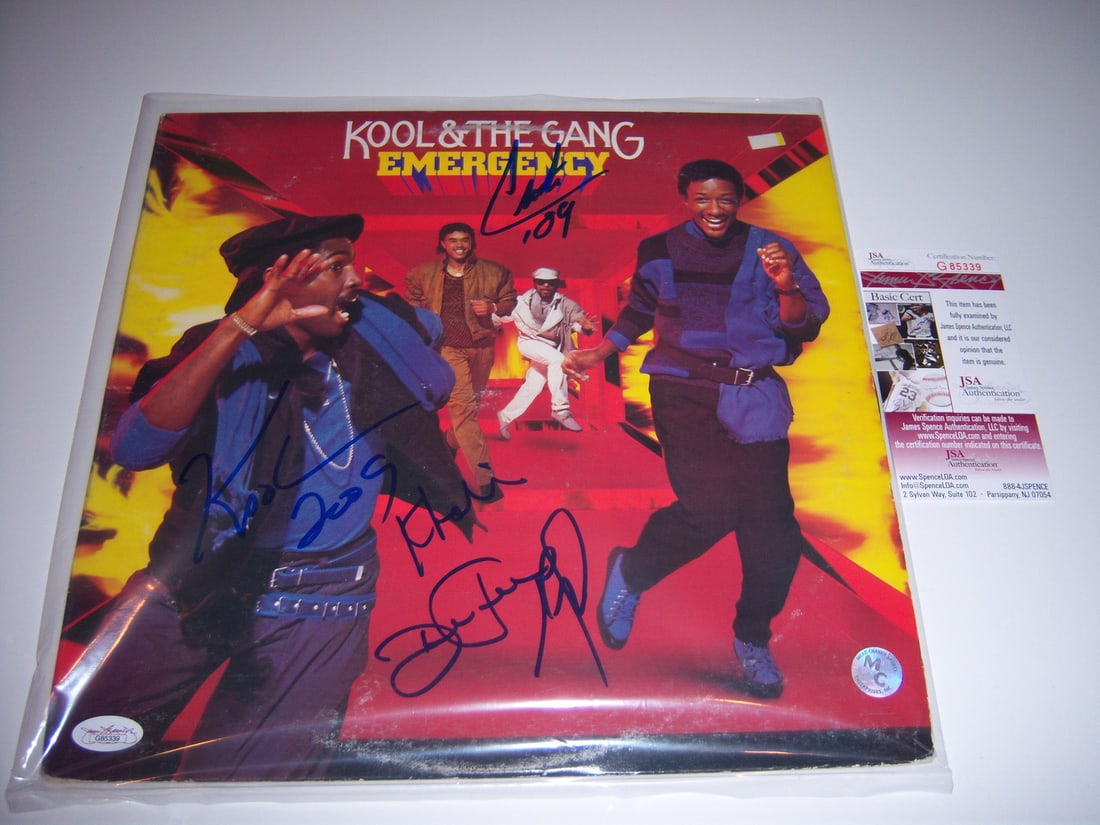 KOOL & THE GANG
EMERGENCY
,09
Kool
2009
JSA
Authentication
Certification Number:
G 85339
Basic Cert
This item has been
fully examined by
James Spence Authentication, LLC
and it is our considered
opinion that the
item is genuine.
23
JSA
Authentication
Verification inquiries can be made to
James Spence Authentication, LLC by visiting
www.SpenceLOA.com and entering
the certification number indicated on this certificate.
JSA
Authentication
www.SpenceLOA.com
Info@SpenceLOA.com
888-4JSPENCE
2 Sylvan Way, Suite 102 · Parsippany, NJ 07054
MC
G85339